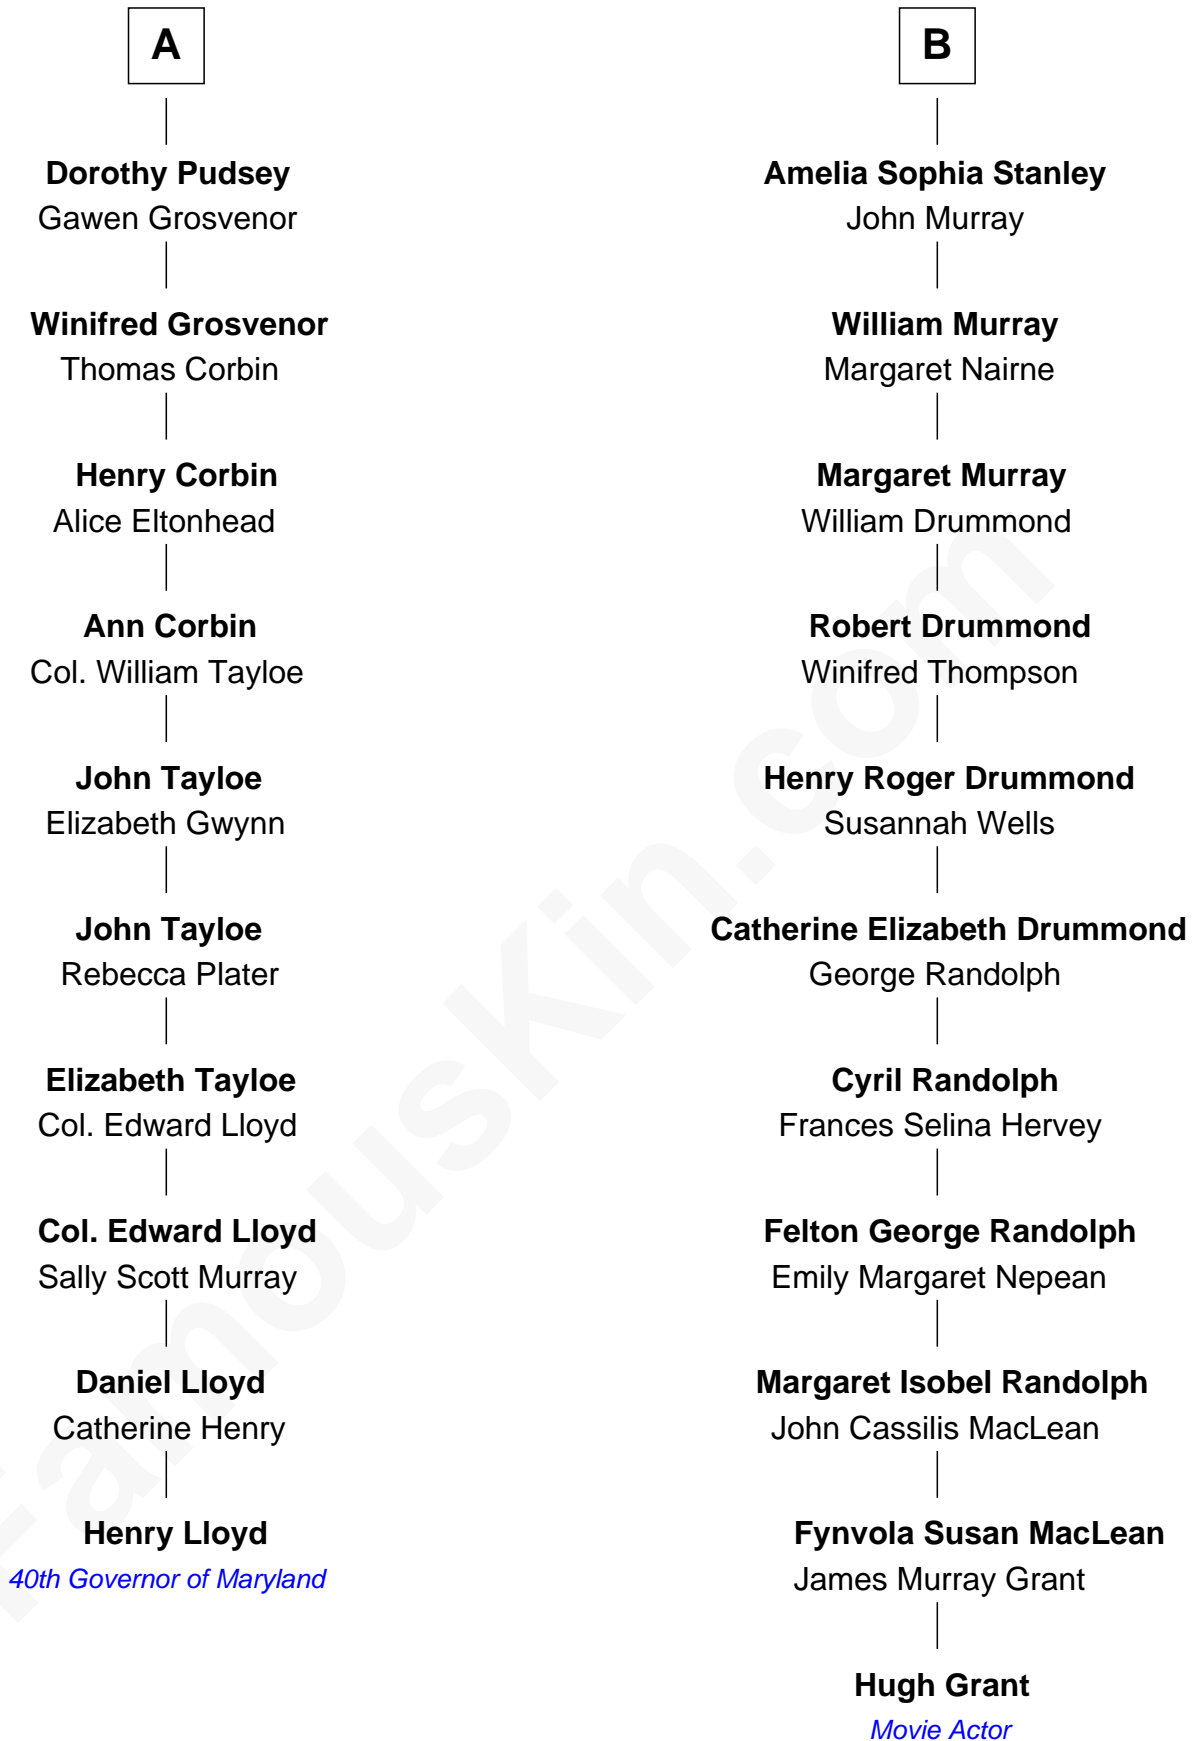 A
Dorothy Pudsey
Gawen Grosvenor
Winifred Grosvenor
Thomas Corbin
Henry Corbin
Alice Eltonhead
Ann Corbin
Col. William Tayloe
John Tayloe
Elizabeth Gwynn
John Tayloe
Rebecca Plater
Elizabeth Tayloe
Col. Edward Lloyd
Col. Edward Lloyd
Sally Scott Murray
Daniel Lloyd
Catherine Henry
Henry Lloyd
40th Governor of Maryland
B
Amelia Sophia Stanley
John Murray
William Murray
Margaret Nairne
Margaret Murray
William Drummond
Robert Drummond
Winifred Thompson
Henry Roger Drummond
Susannah Wells
Catherine Elizabeth Drummond
George Randolph
Cyril Randolph
Frances Selina Hervey
Felton George Randolph
Emily Margaret Nepean
Margaret Isobel Randolph
John Cassilis MacLean
Fynvola Susan MacLean
James Murray Grant
Hugh Grant
Movie Actor
FamousKin.com